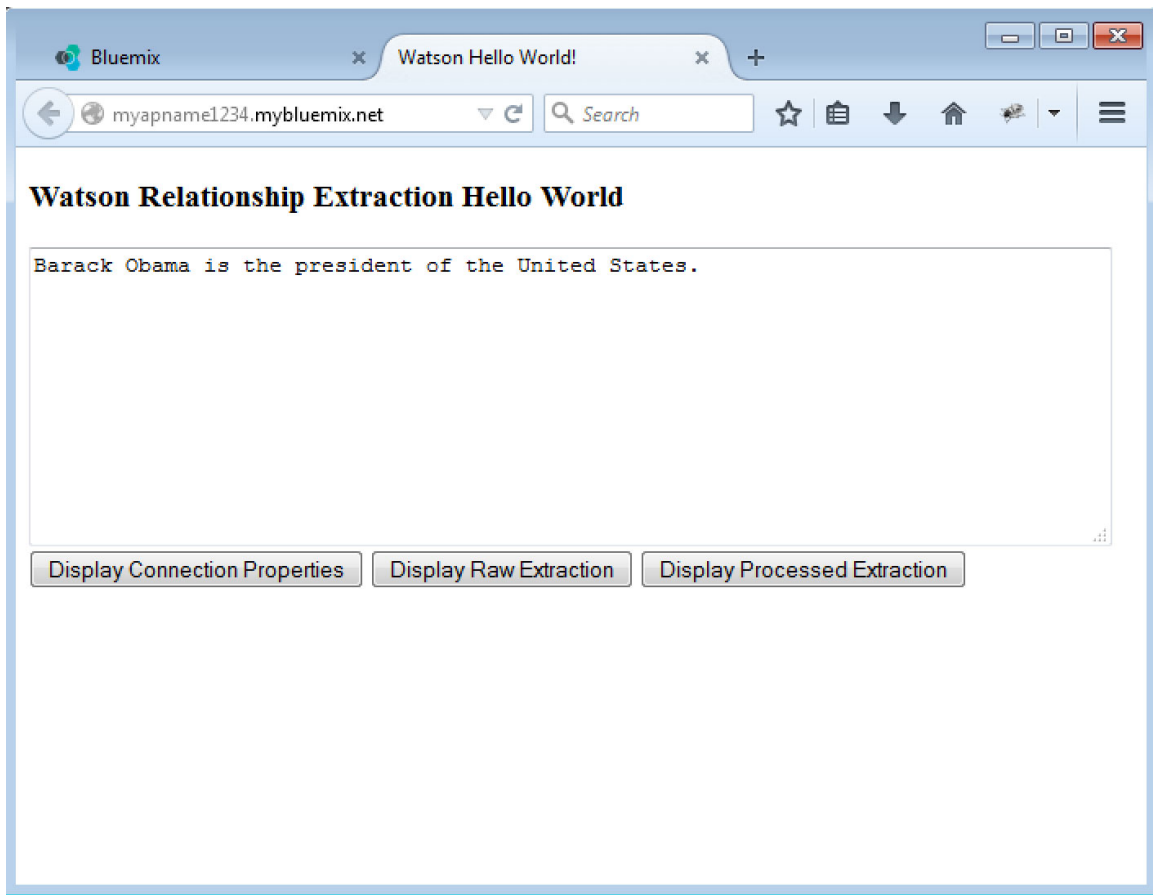 Bluemix
Watson Hello World!
myapname1234.mybluemix.net
Search
Watson Relationship Extraction Hello World
Barack Obama is the president of the United States.
Display Connection Properties Display Raw Extraction Display Processed Extraction